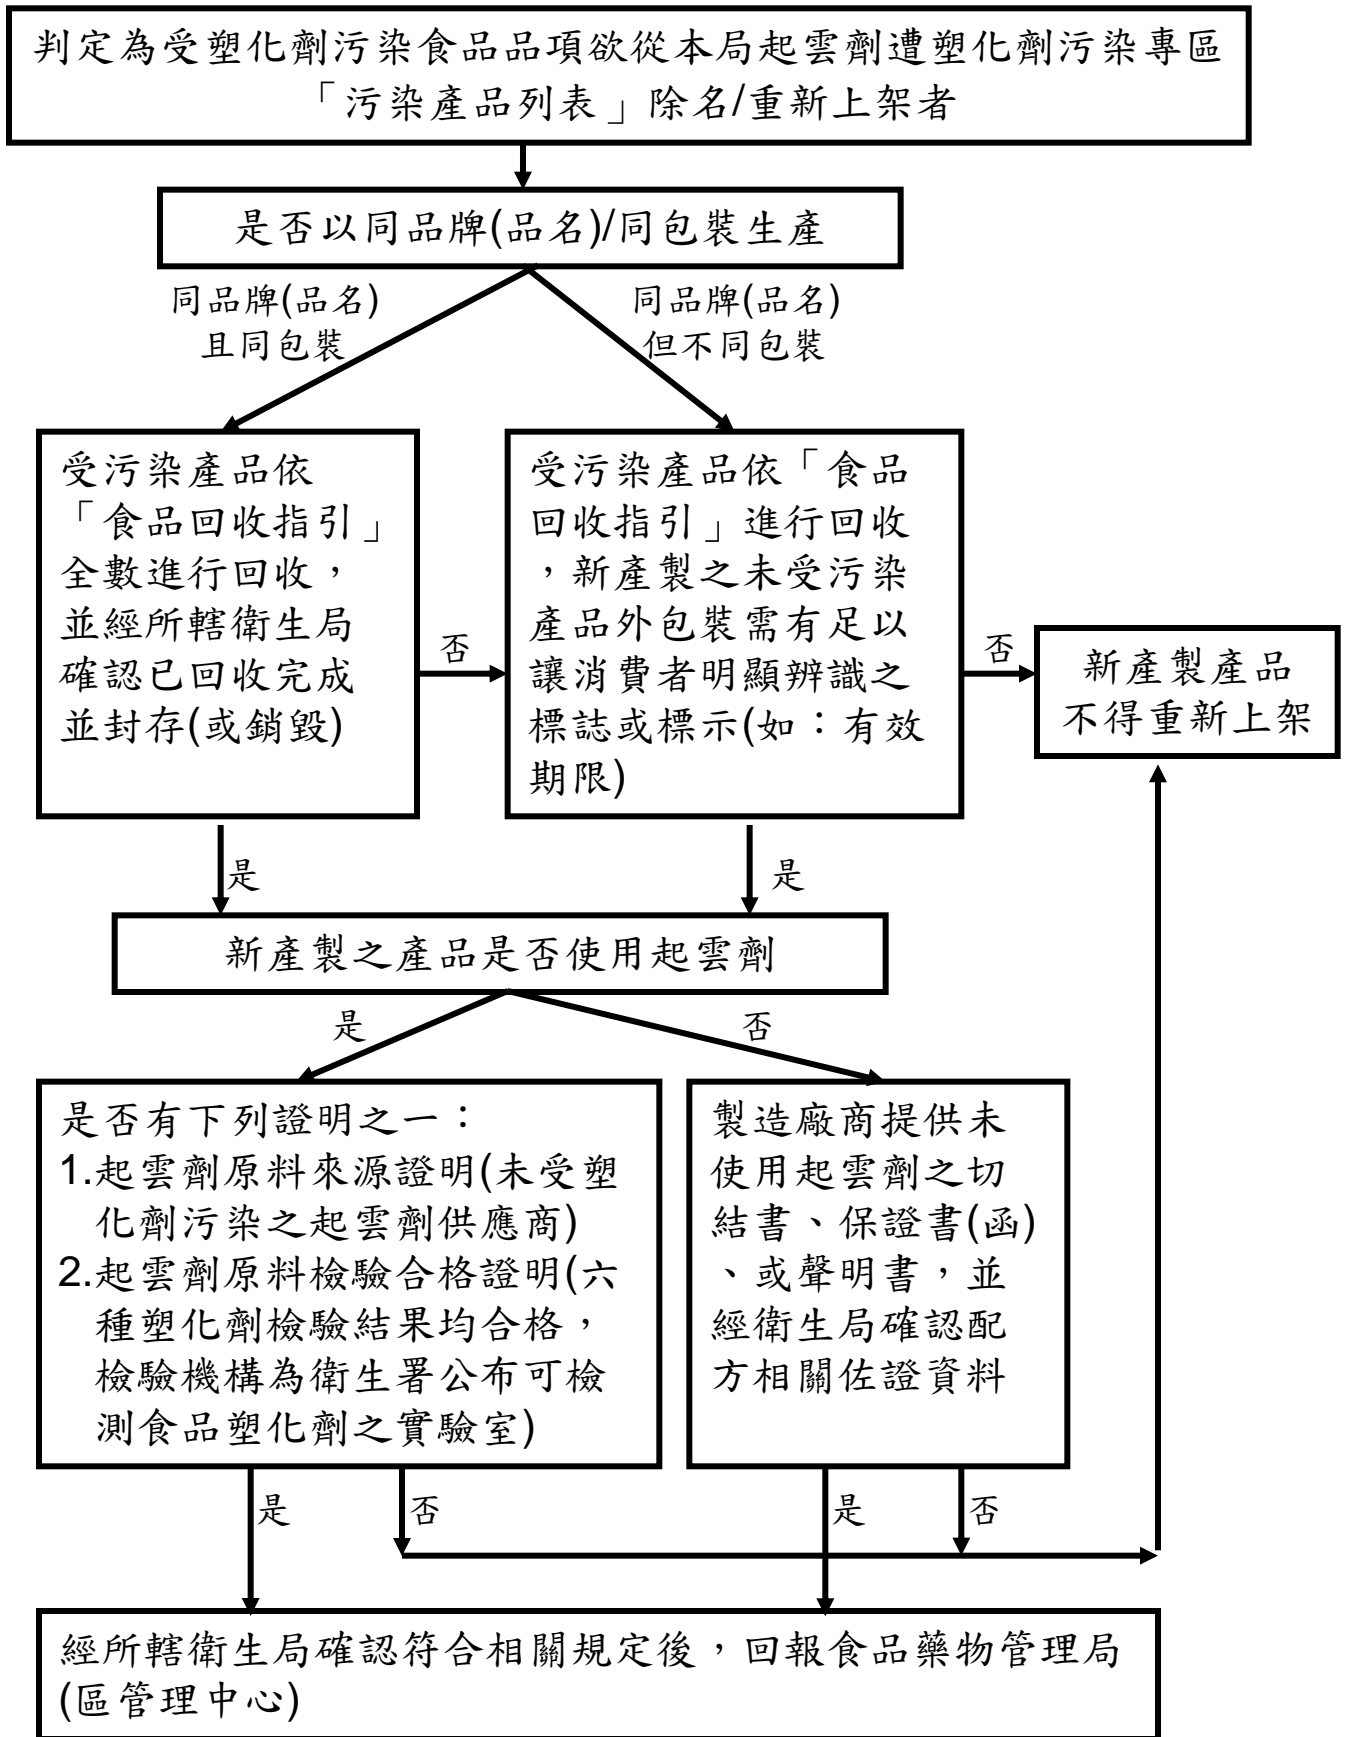 判定為受塑化劑污染食品品項欲從本局起雲劑遭塑化劑污染專區
「污染產品列表」除名/重新上架者
是否以同品牌(品名)/同包裝生產
同品牌(品名)
且同包裝
同品牌(品名)
但不同包裝
受污染產品依
「食品回收指引」
全數進行回收，
並經所轄衛生局
確認已回收完成
並封存(或銷毀)
否
受污染產品依「食品
回收指引」進行回收
，新產製之未受污染
產品外包裝需有足以
讓消費者明顯辨識之
標誌或標示(如：有效
期限)
否
新產製產品
不得重新上架
是
是
新產製之產品是否使用起雲劑
是
否
是否有下列證明之一：
1.起雲劑原料來源證明(未受塑
化劑污染之起雲劑供應商)
2.起雲劑原料檢驗合格證明(六
種塑化劑檢驗結果均合格，
檢驗機構為衛生署公布可檢
測食品塑化劑之實驗室)
製造廠商提供未
使用起雲劑之切
結書、保證書(函)
、或聲明書，並
經衛生局確認配
方相關佐證資料
是
否
是
否
經所轄衛生局確認符合相關規定後，回報食品藥物管理局
(區管理中心)